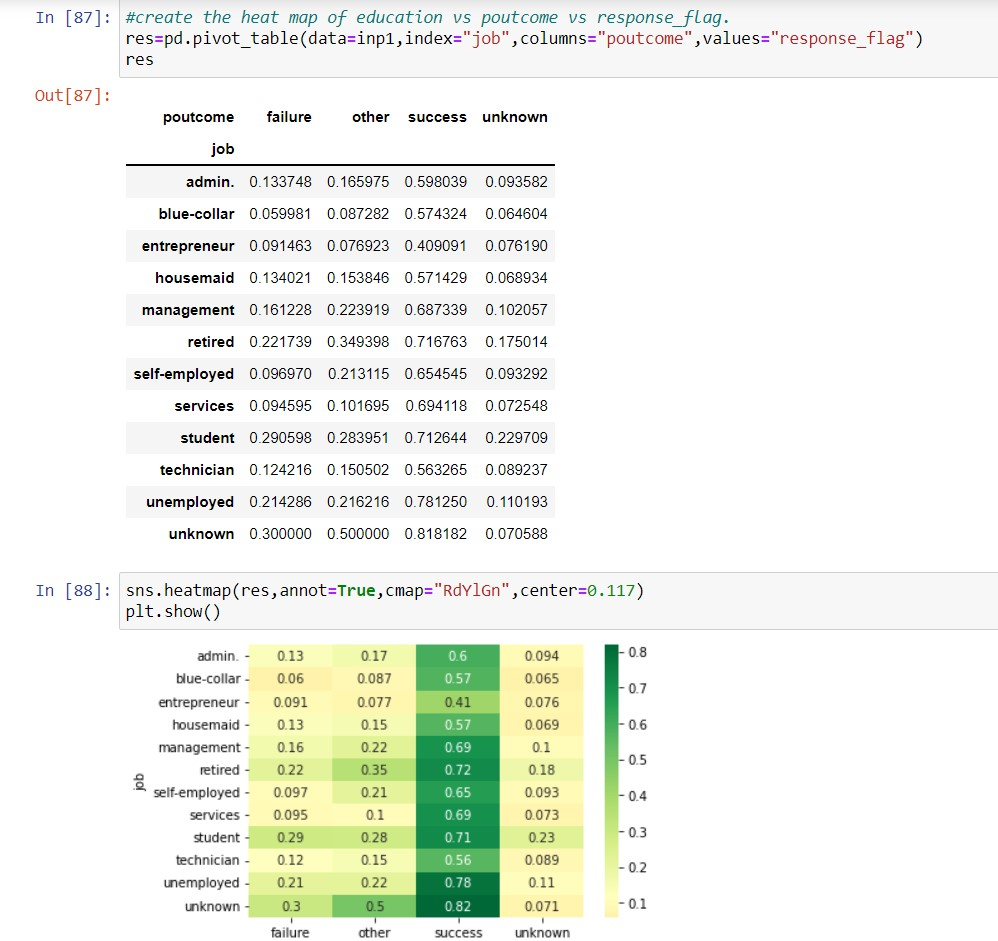 In [87]: #create the heat map of education vs poutcome vs response_flag.
res=pd.pivot_table(data=inp1,index="job",columns="poutcome",values="response_flag")
res
Out[87]:
poutcome failure other success unknown
job
admin. 0.133748 0.165975 0.598039 0.093582
blue-collar 0.059981 0.087282 0.574324 0.064604
entrepreneur 0.091463 0.076923 0.409091 0.076190
housemaid 0.134021 0.153846 0.571429 0.068934
management 0.161228 0.223919 0.687339 0.102057
retired 0.221739 0.349398 0.716763 0.175014
self-employed 0.096970 0.213115 0.654545 0.093292
services 0.094595 0.101695 0.694118 0.072548
student 0.290598 0.283951 0.712644 0.229709
technician 0.124216 0.150502 0.563265 0.089237
unemployed 0.214286 0.216216 0.781250 0.110193
unknown 0.300000 0.500000 0.818182 0.070588
In [88]: sns.heatmap(res,annot=True,cmap="RdYlGn",center=0.117)
plt.show()
admin. 0.13 0.17 0.6 0.094
blue-collar 0.06 0.087 0.57 0.065
entrepreneur 0.091 0.077 0.41 0.076
housemaid 0.13 0.15 0.57 0.069
management 0.16 0.22 0.69 0.1
retired 0.22 0.35 0.72 0.18
self-employed 0.097 0.21 0.65 0.093
services 0.095 0.1 0.69 0.073
student 0.29 0.28 0.71 0.23
technician 0.12 0.15 0.56 0.089
unemployed 0.21 0.22 0.78 0.11
unknown 0.3 0.5 0.82 0.071
failure other success unknown
job
0.8
0.7
0.6
0.5
0.4
0.3
0.2
0.1